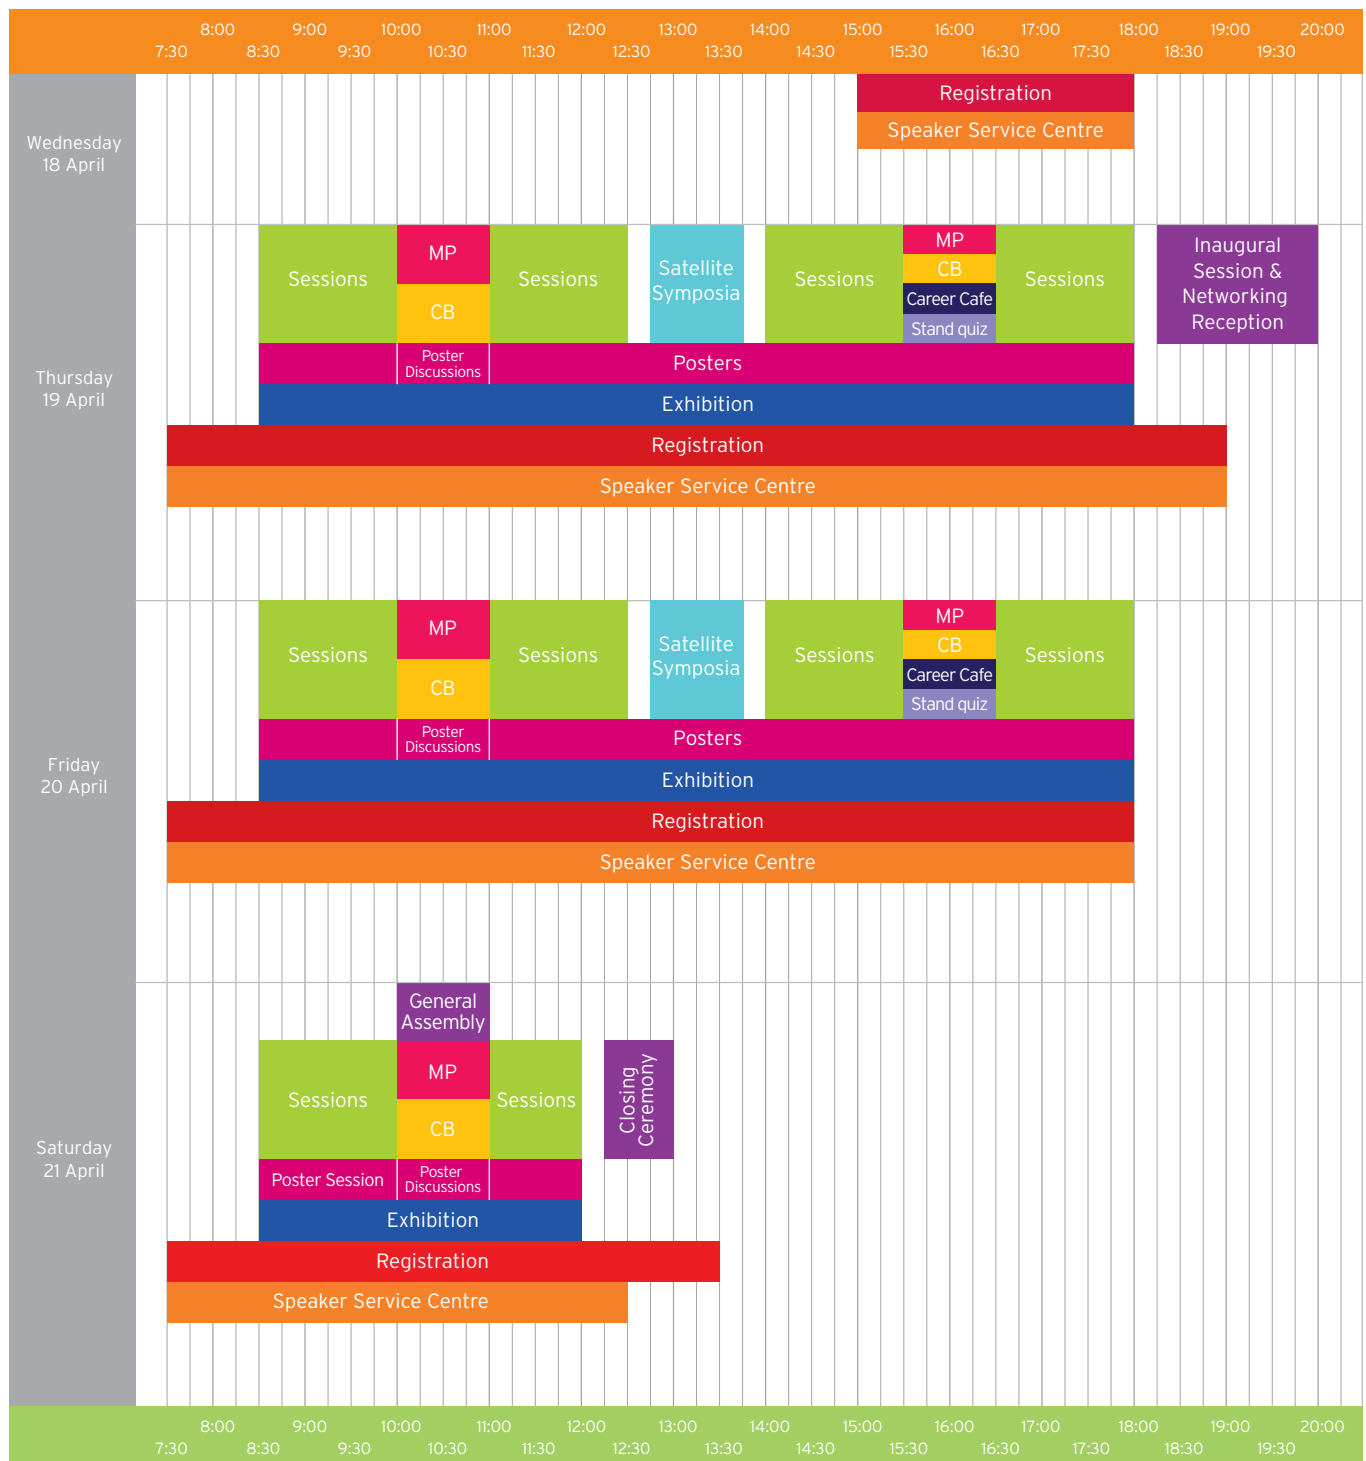 8:00 9:00 10:00 11:00 12:00 13:00 14:00 15:00 16:00 17:00 18:00 19:00 20:00
7:30 8:30 9:30 10:30 11:30 12:30 13:30 14:30 15:30 16:30 17:30 18:30 19:30
Wednesday
18 April
Registration
Speaker Service Centre
Thursday
19 April
Sessions
MP
CB
Sessions
Satellite
Symposia
Sessions
MP
CB
Career Cafe
Stand quiz
Sessions
Inaugural
Session &
Networking
Reception
Poster
Discussions
Posters
Exhibition
Registration
Speaker Service Centre
Friday
20 April
Sessions
MP
CB
Sessions
Satellite
Symposia
Sessions
MP
CB
Career Cafe
Stand quiz
Sessions
Poster
Discussions
Posters
Exhibition
Registration
Speaker Service Centre
Saturday
21 April
General
Assembly
Sessions
MP
CB
Sessions
Closing
Ceremony
Poster Session
Poster
Discussions
Exhibition
Registration
Speaker Service Centre
8:00 9:00 10:00 11:00 12:00 13:00 14:00 15:00 16:00 17:00 18:00 19:00 20:00
7:30 8:30 9:30 10:30 11:30 12:30 13:30 14:30 15:30 16:30 17:30 18:30 19:30